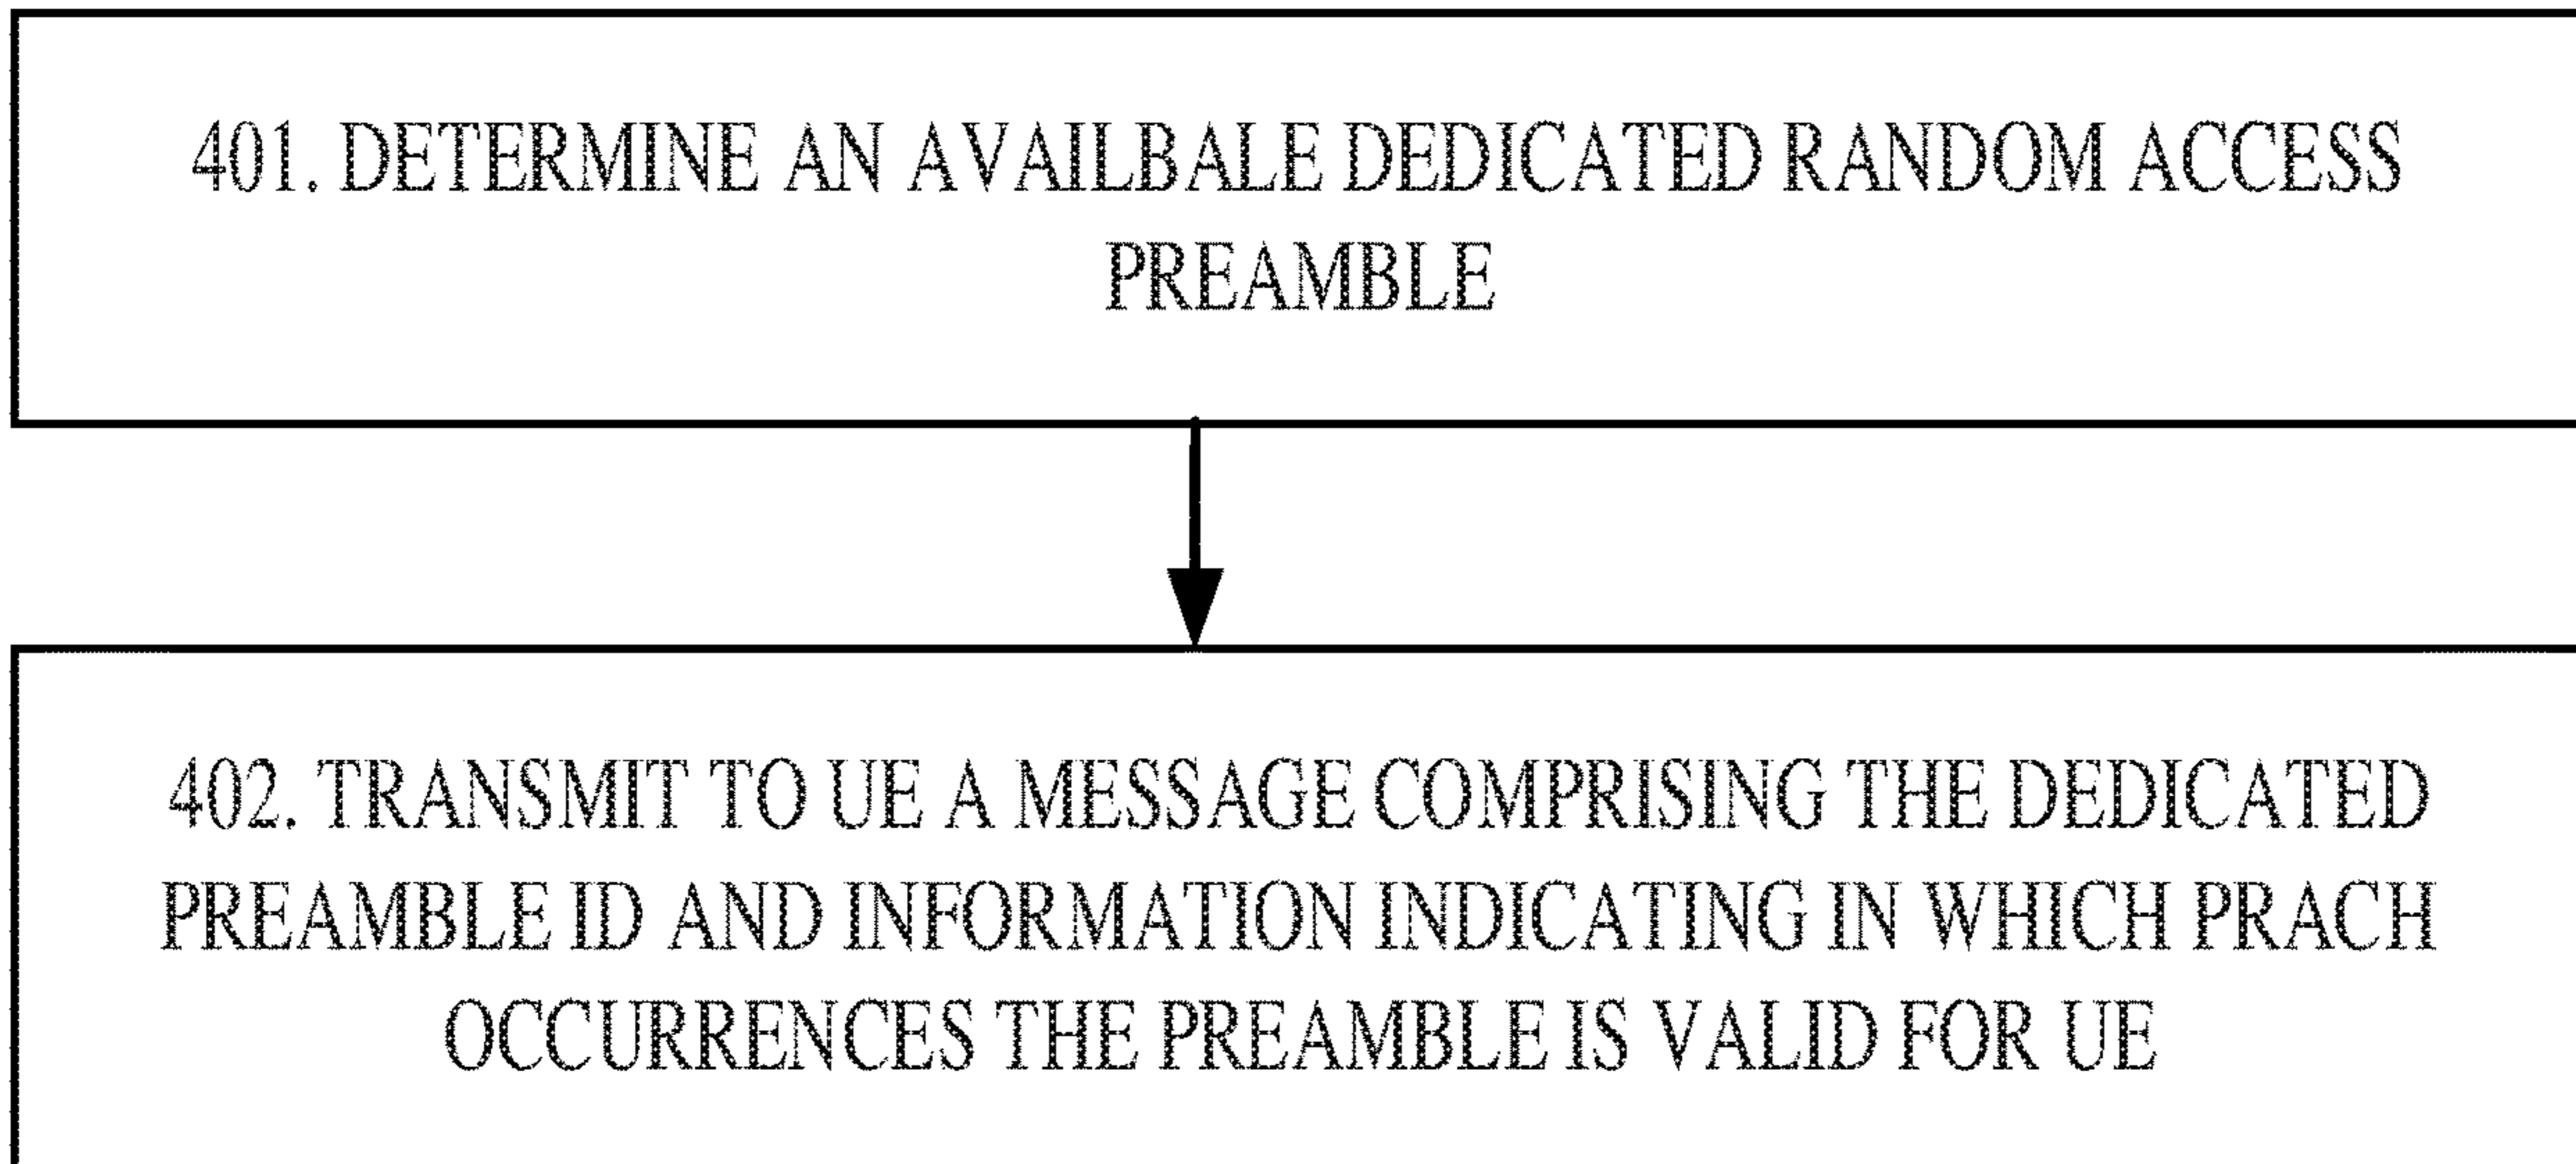 401. DETERMINE AN AVAILBALE DEDICATED RANDOM ACCESS
PREAMBLE
402. TRANSMIT TO UE A MESSAGE COMPRISING THE DEDICATED
PREAMBLE ID AND INFORMATION INDICATING IN WHICH PRACH
OCCURRENCES THE PREAMBLE IS VALID FOR UE